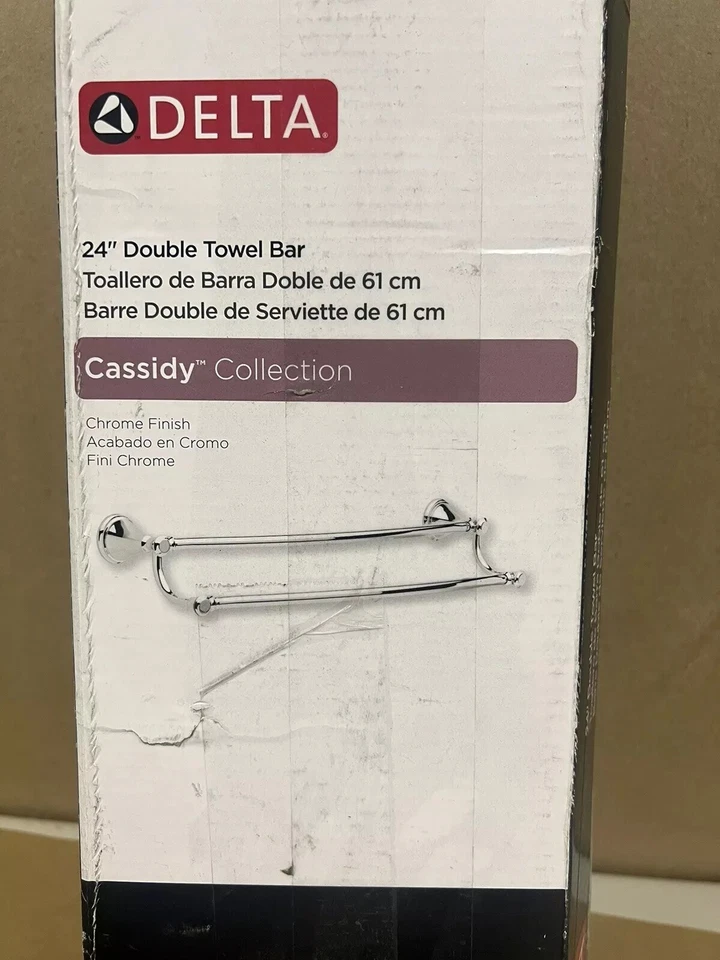 DELTA
24" Double Towel Bar
Toallero de Barra Doble de 61 cm
Barre Double de Serviette de 61 cm
Cassidy™ Collection
Chrome Finish
Acabado en Cromo
Fini Chrome